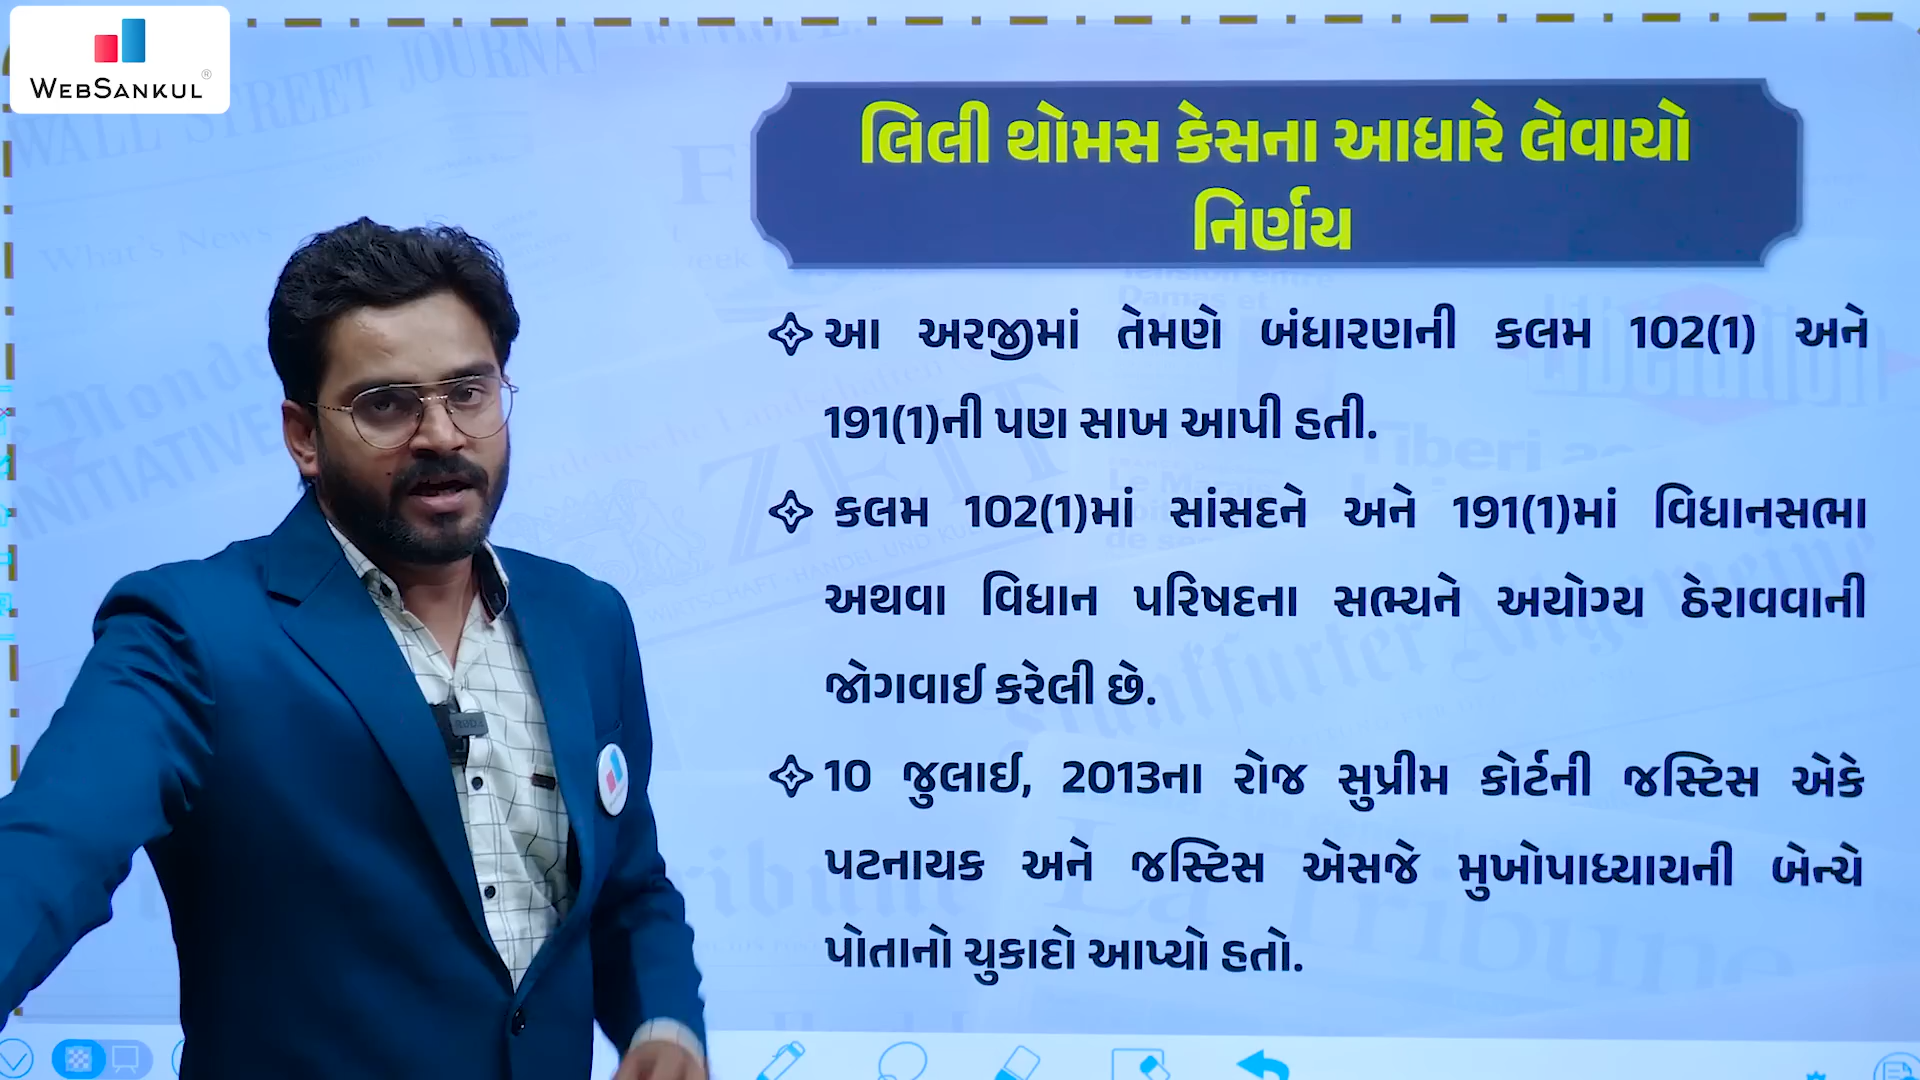 WEBSANKUL®
લિલી થોમસ કેસના આધારે લેવાયો
નિર્ણય
આ અરજીમાં તેમણે બંધારણની કલમ 102(1) અને
191(1)ની પણ સાખ આપી હતી.
કલમ 102(1)માં સાંસદને અને 191(1)માં વિધાનસભા
અથવા વિધાન પરિષદના સભ્યને અયોગ્ય ઠેરાવવાની
જોગવાઈ કરેલી છે.
10 જુલાઈ, 2013ના રોજ સુપ્રીમ કોર્ટની જસ્ટિસ એકે
પટનાયક અને જસ્ટિસ એસજે મુખોપાધ્યાયની બેન્ચે
પોતાનો ચુકાદો આપ્યો હતો.